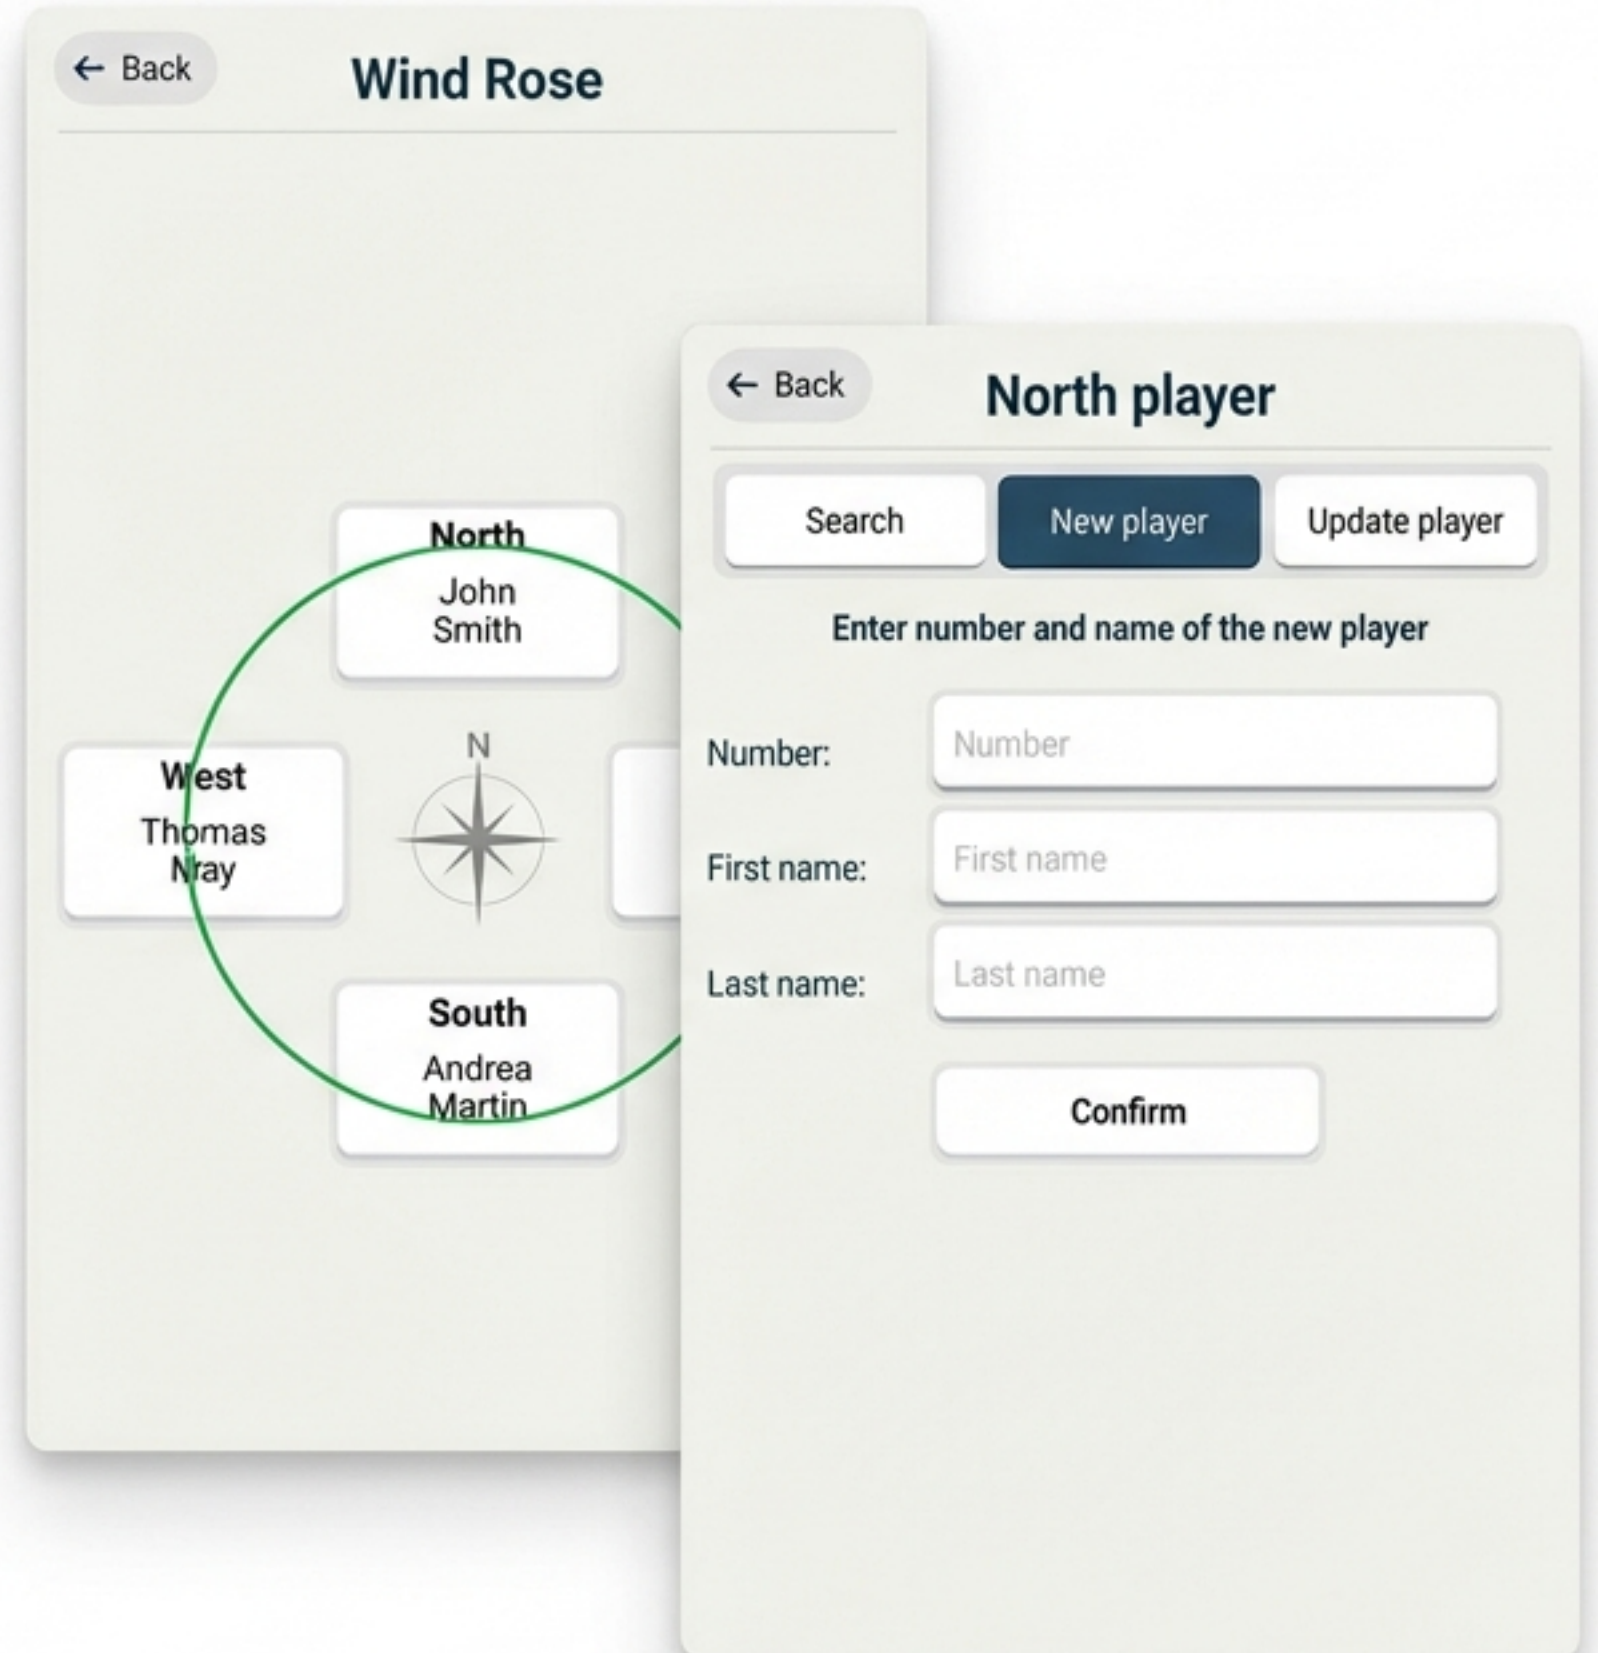 ← Back
Wind Rose
North
John
Smith
N
West
Thomas
Nray
South
Andrea
Martin
← Back
North player
Search
New player
Update player
Enter number and name of the new player
Number:
Number
First name:
First name
Last name:
Last name
Confirm